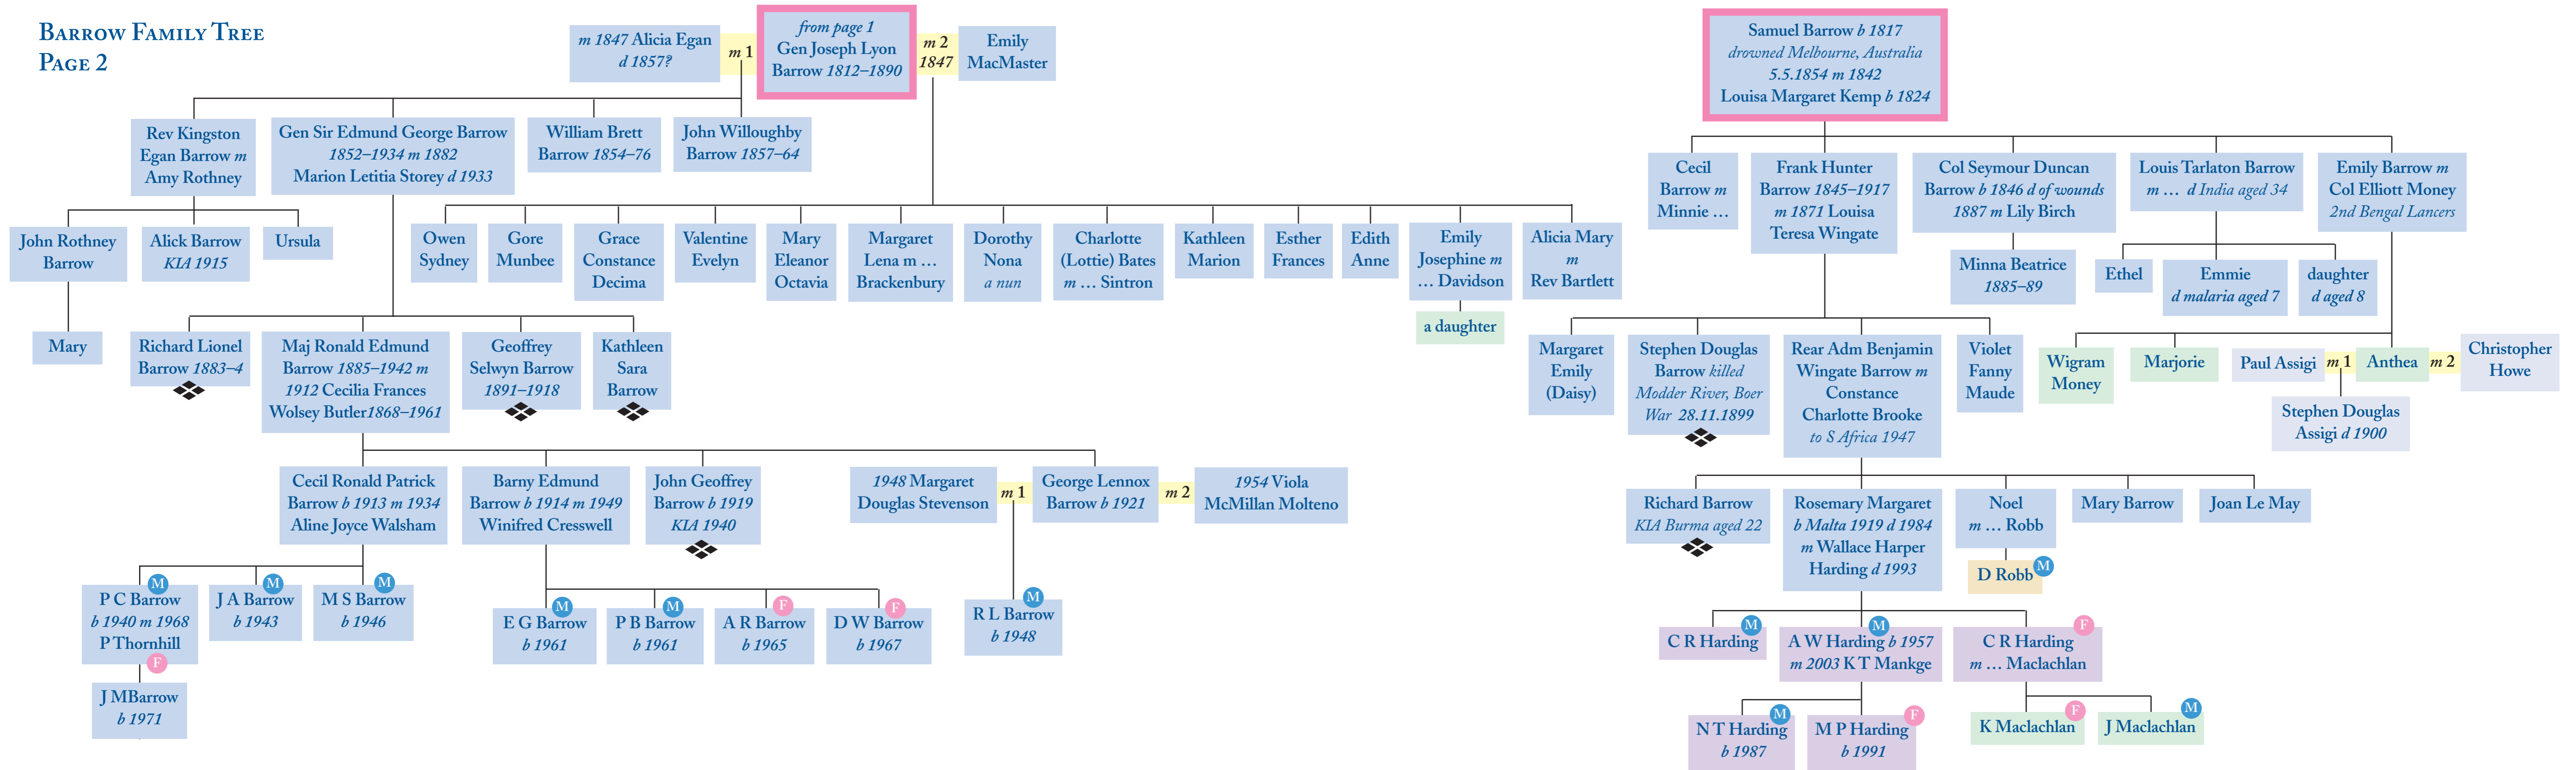 Barrow Family Tree
Page 2
m 1847 Alicia Egan
d 1857?
m 1
from page 1
Gen Joseph Lyon
Barrow 1812–1890
m 2
1847
Emily
MacMaster
Rev Kingston
Egan Barrow m
Amy Rothney
Gen Sir Edmund George Barrow
1852–1934 m 1882
Marion Letitia Storey d 1933
William Brett
Barrow 1854–76
John Willoughby
Barrow 1857–64
John Rothney
Barrow
Alick Barrow
KIA 1915
Ursula
Mary
Owen
Sydney
Gore
Munbee
Grace
Constance
Decima
Valentine
Evelyn
Mary
Eleanor
Octavia
Margaret
Lena m …
Brackenbury
Dorothy
Nona
a nun
Charlotte
(Lottie) Bates
m … Sintron
Kathleen
Marion
Esther
Frances
Edith
Anne
Emily
Josephine m
… Davidson
Alicia Mary
m
Rev Bartlett
a daughter
Richard Lionel
Barrow 1883–4
Maj Ronald Edmund
Barrow 1885–1942 m
1912 Cecilia Frances
Wolsey Butler1868–1961
Geoffrey
Selwyn Barrow
1891–1918
Kathleen
Sara
Barrow
Cecil Ronald Patrick
Barrow b 1913 m 1934
Aline Joyce Walsham
Barny Edmund
Barrow b 1914 m 1949
Winifred Cresswell
John Geoffrey
Barrow b 1919
KIA 1940
1948 Margaret
Douglas Stevenson
m 1
George Lennox
Barrow b 1921
m 2
1954 Viola
McMillan Molteno
M
P C Barrow
b 1940 m 1968
P Thornhill
F
J MBarrow
b 1971
M
J A Barrow
b 1943
M
M S Barrow
b 1946
M
E G Barrow
b 1961
M
P B Barrow
b 1961
F
A R Barrow
b 1965
F
D W Barrow
b 1967
M
R L Barrow
b 1948
Samuel Barrow b 1817
drowned Melbourne, Australia
5.5.1854 m 1842
Louisa Margaret Kemp b 1824
Cecil
Barrow m
Minnie …
Frank Hunter
Barrow 1845–1917
m 1871 Louisa
Teresa Wingate
Col Seymour Duncan
Barrow b 1846 d of wounds
1887 m Lily Birch
Louis Tarlaton Barrow
m … d India aged 34
Emily Barrow m
Col Elliott Money
2nd Bengal Lancers
Minna Beatrice
1885–89
Ethel
Emmie
d malaria aged 7
daughter
d aged 8
Margaret
Emily
(Daisy)
Stephen Douglas
Barrow killed
Modder River, Boer
War 28.11.1899
Rear Adm Benjamin
Wingate Barrow m
Constance
Charlotte Brooke
to S Africa 1947
Violet
Fanny
Maude
Wigram
Money
Marjorie
Paul Assigi
m 1
Anthea
m 2
Christopher
Howe
Stephen Douglas
Assigi d 1900
Richard Barrow
KIA Burma aged 22
Rosemary Margaret
b Malta 1919 d 1984
m Wallace Harper
Harding d 1993
Noel
m … Robb
Mary Barrow
Joan Le May
D Robb
M
M
C R Harding
M
A W Harding b 1957
m 2003 K T Mankge
F
C R Harding
m … Maclachlan
M
N T Harding
b 1987
F
M P Harding
b 1991
F
K Maclachlan
M
J Maclachlan